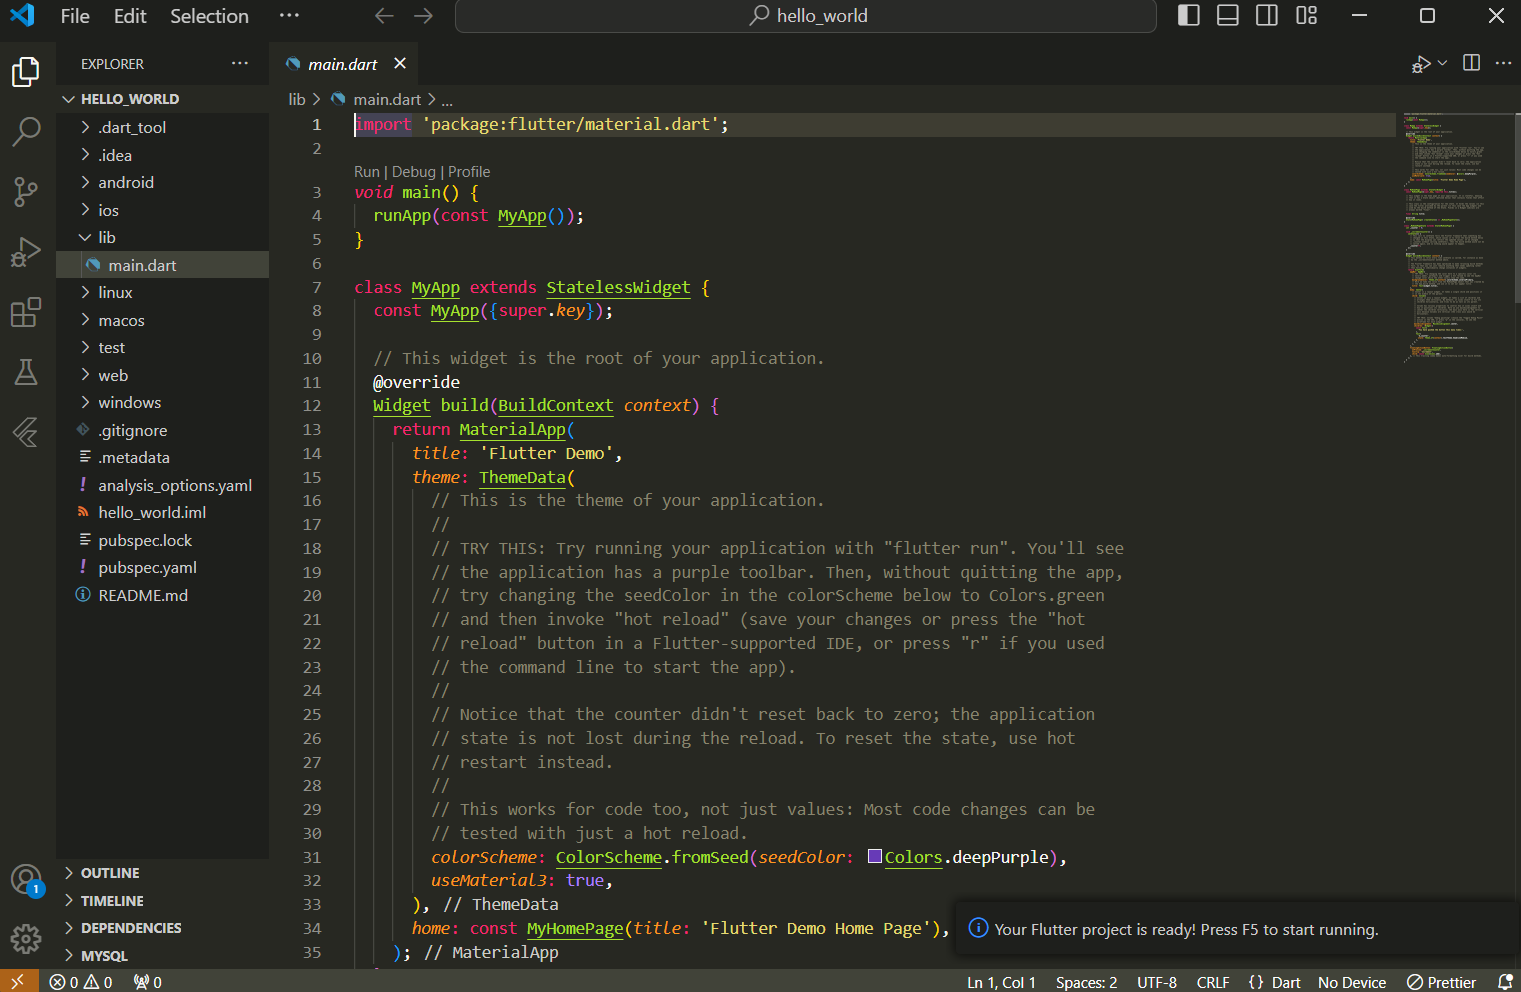 File Edit Selection ···
hello_world
EXPLORER ···
HELLO_WORLD
.dart_tool
.idea
android
ios
lib
main.dart
linux
macos
test
web
windows
.gitignore
.metadata
analysis_options.yaml
hello_world.iml
pubspec.lock
pubspec.yaml
README.md
OUTLINE
TIMELINE
DEPENDENCIES
MYSQL
1
main.dart
lib > main.dart > ...
1 import 'package:flutter/material.dart';
2
Run | Debug | Profile
3 void main() {
4 runApp(const MyApp());
5 }
6
7 class MyApp extends StatelessWidget {
8 const MyApp({super.key});
9
10 // This widget is the root of your application.
11 @override
12 Widget build(BuildContext context) {
13 return MaterialApp(
14 title: 'Flutter Demo',
15 theme: ThemeData(
16 // This is the theme of your application.
17 //
18 // TRY THIS: Try running your application with "flutter run". You'll see
19 // the application has a purple toolbar. Then, without quitting the app,
20 // try changing the seedColor in the colorScheme below to Colors.green
21 // and then invoke "hot reload" (save your changes or press the "hot
22 // reload" button in a Flutter-supported IDE, or press "r" if you used
23 // the command line to start the app).
24 //
25 // Notice that the counter didn't reset back to zero; the application
26 // state is not lost during the reload. To reset the state, use hot
27 // restart instead.
28 //
29 // This works for code too, not just values: Most code changes can be
30 // tested with just a hot reload.
31 colorScheme: ColorScheme.fromSeed(seedColor: Colors.deepPurple),
32 useMaterial3: true,
33 ), // ThemeData
34 home: const MyHomePage(title: 'Flutter Demo Home Page'),
35 ); // MaterialApp
Your Flutter project is ready! Press F5 to start running.
0 0 0
Ln 1, Col 1 Spaces: 2 UTF-8 CRLF {} Dart No Device Prettier